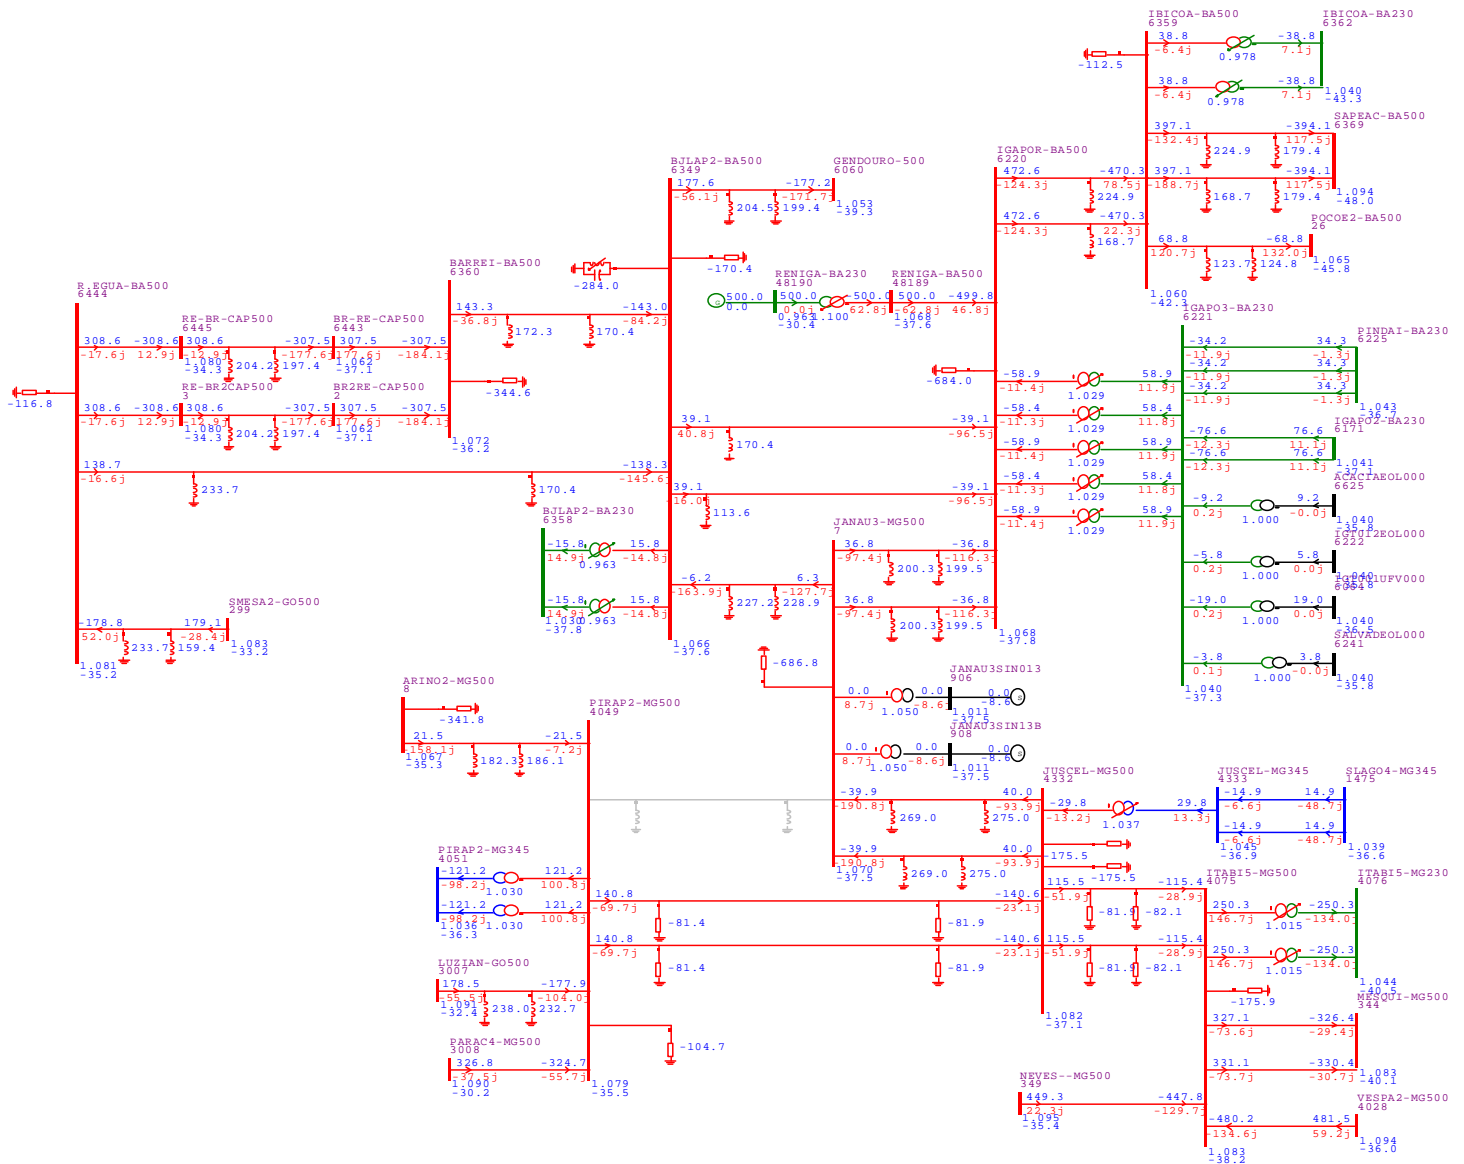 IBICOA-BA500
6359
38.8
-6.4j
0.978
-38.8
7.1j
IBICOA-BA230
6362
-112.5
38.8
-6.4j
0.978
-38.8
7.1j
1.040
-43.3
397.1
-132.4j
224.9
179.4
-394.1
117.5j
SAPEAC-BA500
6369
397.1
-188.7j
168.7
179.4
-394.1
117.5j
1.094
-48.0
68.8
120.7j
123.7
124.8
-68.8
132.0j
POCOE2-BA500
26
1.065
-45.8
1.060
-42.3
IGAPOR-BA500
6220
472.6
-124.3j
224.9
-470.3
78.5j
472.6
-124.3j
168.7
-470.3
22.3j
BJLAP2-BA500
6349
177.6
-56.1j
204.5
199.4
-177.2
-171.7j
GENDOURO-500
6060
1.053
-39.3
-170.4
-284.0
RENIGA-BA230
48190
500.0
0.0
500.0
0.0j
0.963
-30.4
1.100
-500.0
62.8j
RENIGA-BA500
48189
500.0
-62.8j
1.068
-37.6
-499.8
46.8j
-684.0
BARREI-BA500
6360
143.3
-36.8j
172.3
170.4
-143.0
-84.2j
-344.6
1.072
-36.2
R.EGUA-BA500
6444
308.6
-17.6j
-308.6
12.9j
RE-BR-CAP500
6445
308.6
-12.9j
1.080
-34.3
204.2
197.4
-307.5
-177.6j
BR-RE-CAP500
6443
307.5
177.6j
1.062
-37.1
-307.5
-184.1j
-116.8
RE-BR2CAP500
3
308.6
-17.6j
-308.6
12.9j
308.6
-12.9j
1.080
-34.3
204.2
197.4
-307.5
-177.6j
BR2RE-CAP500
2
307.5
177.6j
1.062
-37.1
-307.5
-184.1j
138.7
-16.6j
233.7
170.4
-138.3
-145.6j
39.1
40.8j
170.4
-39.1
-96.5j
39.1
16.0j
113.6
-39.1
-96.5j
-58.9
-11.4j
1.029
58.9
-58.4
-11.3j
1.029
58.4
11.8j
-58.9
-11.4j
1.029
58.9
11.9j
-58.4
-11.3j
1.029
58.4
11.8j
-58.9
-11.4j
1.029
58.9
11.9j
IGAPO3-BA230
6221
-34.2
-11.9j
34.3
-1.3j
PINDAI-BA230
6225
-34.2
-11.9j
34.3
-1.3j
-34.2
-11.9j
34.3
-1.3j
1.043
-36.7
-76.6
-12.3j
76.6
11.1j
IGAPO2-BA230
6171
-76.6
-12.3j
76.6
11.1j
1.041
-37.1
-9.2
0.2j
1.000
9.2
-0.0j
ACACIAEOL000
6625
1.040
-35.8
-5.8
0.2j
1.000
5.8
0.0j
6222
-19.0
0.2j
1.000
19.0
0.0j
1.040
-3.8
0.1j
1.000
3.8
-0.0j
SALVADEOL000
6241
1.040
-35.8
1.040
-37.3
BJLAP2-BA230
6358
-15.8
14.9j
0.963
15.8
-14.8j
-15.8
14.9j
0.963
15.8
-14.8j
1.030
-37.8
-6.2
-163.9j
227.2
228.9
6.3
-127.7j
1.066
-37.6
JANAU3-MG500
7
36.8
-97.4j
200.3
199.5
-36.8
-116.3j
36.8
-97.4j
200.3
199.5
-36.8
-116.3j
1.068
-37.8
SMESA2-GO500
299
-178.8
52.0j
233.7
159.4
179.1
-28.4j
1.083
-33.2
1.081
-35.2
-686.8
JANAU3SIN013
906
0.0
8.7j
1.050
0.0
-8.6j
1.011
-37.5
0.0
-8.6
JANAU3SIN13B
908
0.0
8.7j
1.050
0.0
-8.6j
1.011
-37.5
0.0
-8.6
ARINO2-MG500
8
-341.8
21.5
-158.1j
1.067
-35.3
182.3
186.1
-21.5
-7.2j
PIRAP2-MG500
4049
-39.9
-190.8j
269.0
275.0
40.0
-93.9j
-39.9
-190.8j
1.070
-37.5
269.0
275.0
40.0
-93.9j
JUSCEL-MG500
4332
-29.8
-13.2j
1.037
29.8
13.3j
JUSCEL-MG345
4333
-14.9
-6.6j
14.9
-48.7j
SLAGO4-MG345
1475
-14.9
-6.6j
14.9
-48.7j
1.045
-36.9
1.039
-36.6
-175.5
-175.5
PIRAP2-MG345
4051
-121.2
-98.2j
1.030
121.2
100.8j
-121.2
-98.2j
1.030
121.2
100.8j
1.036
-36.3
140.8
-69.7j
-81.4
-81.9
-140.6
-23.1j
140.8
-69.7j
-81.4
-81.9
-140.6
-23.1j
115.5
-51.9j
-81.9
-82.1
-115.4
-28.9j
115.5
-51.9j
-81.9
-82.1
-115.4
-28.9j
ITABI5-MG500
4075
250.3
146.7j
1.015
-250.3
-134.0j
ITABI5-MG230
4076
250.3
146.7j
1.015
-250.3
-134.0j
1.044
-40.5
-175.9
LUZIAN-GO500
3007
178.5
-55.5j
1.091
-32.4
238.0
232.7
-177.9
-104.0j
-104.7
PARAC4-MG500
3008
326.8
-37.5j
1.090
-30.2
-324.7
-55.7j
1.079
-35.5
1.082
-37.1
327.1
-73.6j
-326.4
-29.4j
MESQUI-MG500
344
331.1
-73.7j
-330.4
-30.7j
1.083
-40.1
NEVES--MG500
349
449.3
22.3j
1.095
-35.4
-447.8
-129.7j
-480.2
-134.6j
481.5
59.2j
VESPA2-MG500
4028
1.094
-36.0
1.083
-38.2